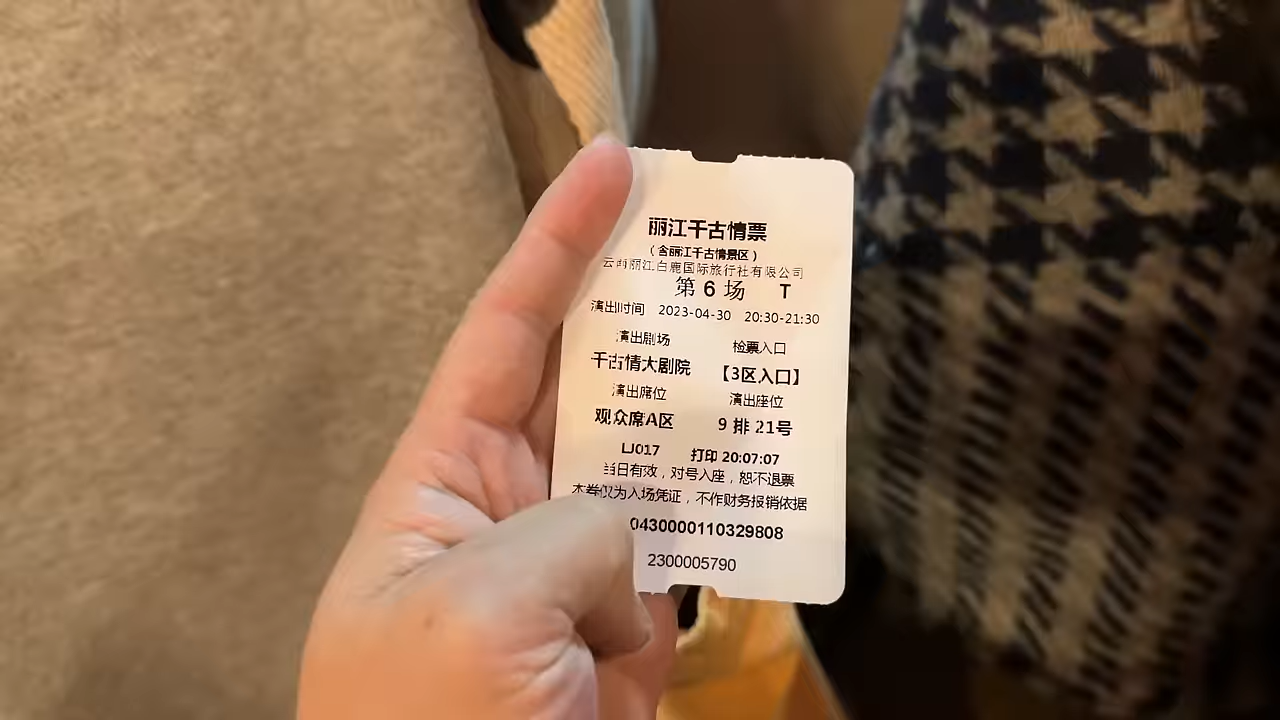 丽江千古情票
（含丽江千古情景区）
云南丽江白鹿国际旅行社有限公司
第 6 场 T
演出时间 2023-04-30 20:30-21:30
演出剧场 检票入口
千古情大剧院 【3区入口】
演出席位 演出座位
观众席A区 9 排 21号
LJ017 打印 20:07:07
当日有效，对号入座，恕不退票
本券仅为入场凭证，不作财务报销依据
0430000110329808
2300005790